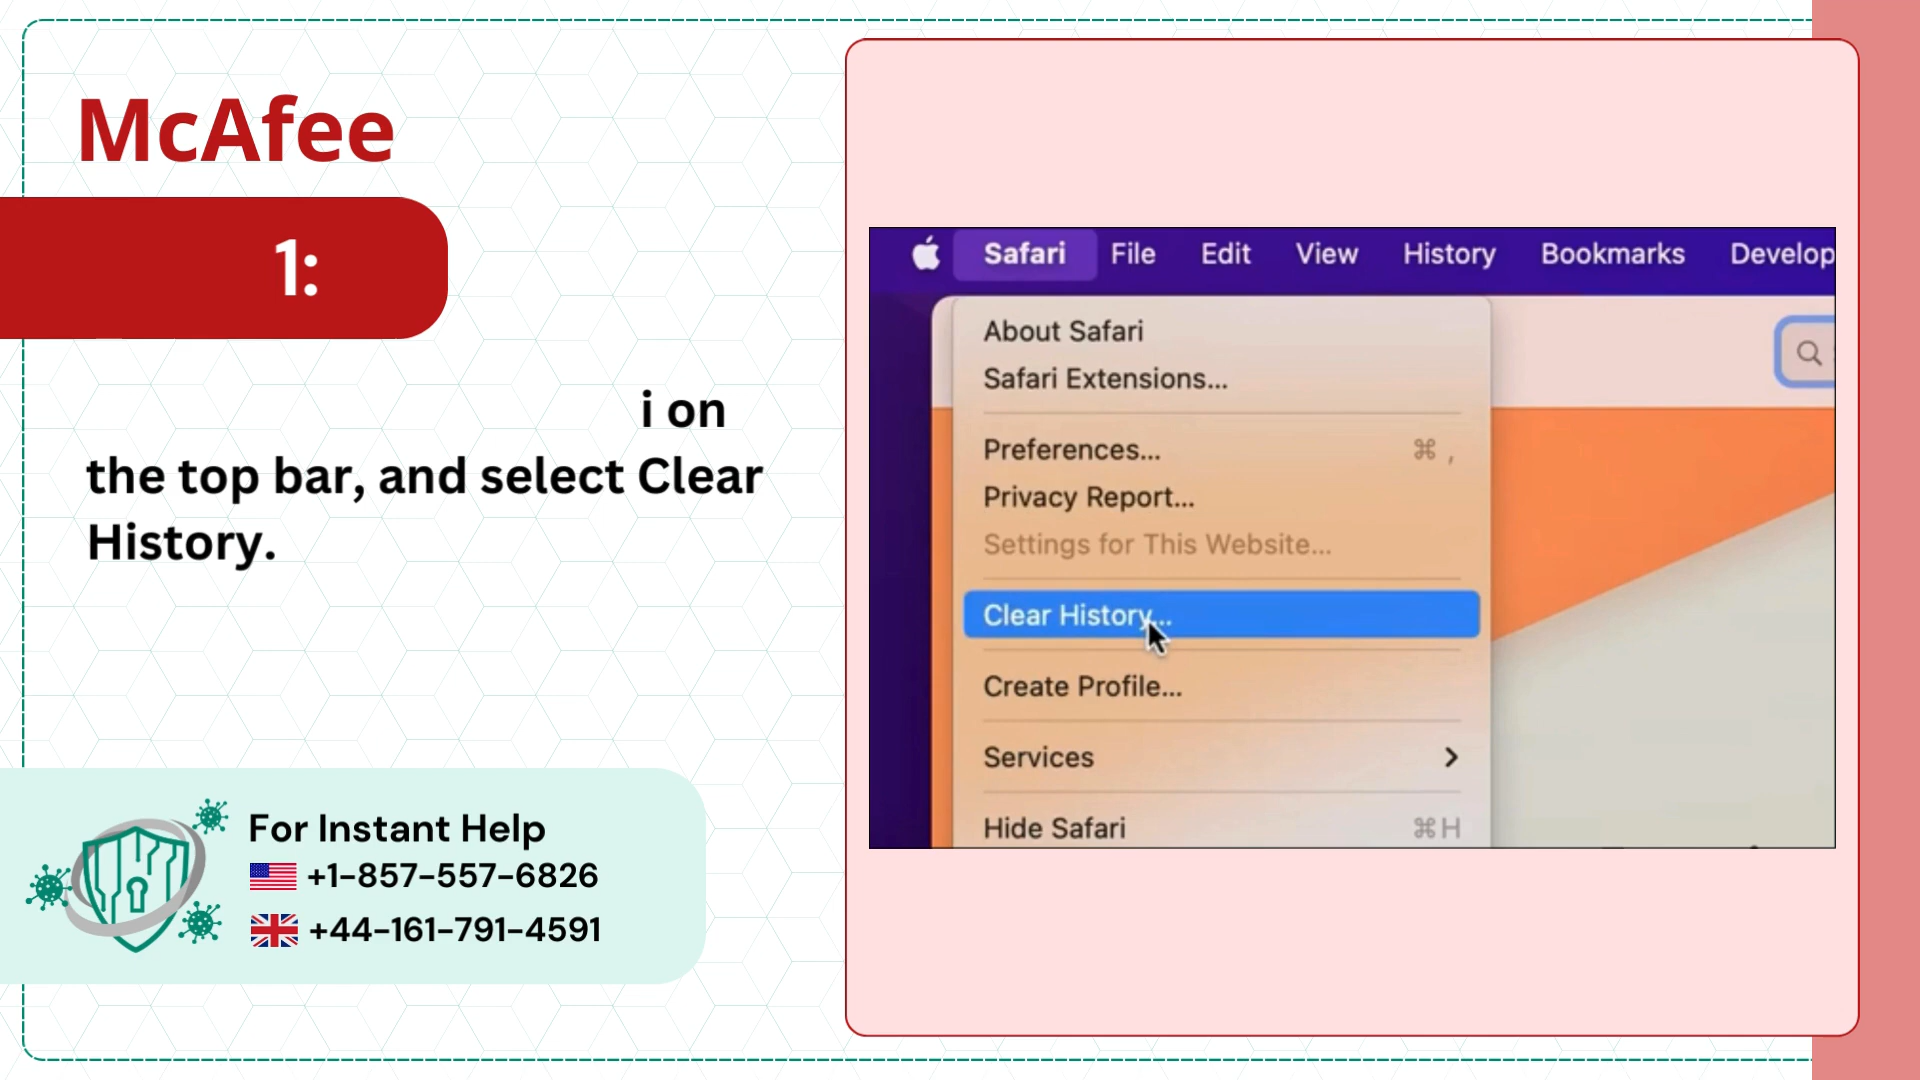 McAfee
1:
i on
the top bar, and select Clear
History.
For Instant Help
+1-857-557-6826
+44-161-791-4591
Safari File Edit View History Bookmarks Develop
About Safari
Safari Extensions...
Preferences... ⌘ ,
Privacy Report...
Settings for This Website...
Clear History...
Create Profile...
Services
Hide Safari ⌘ H